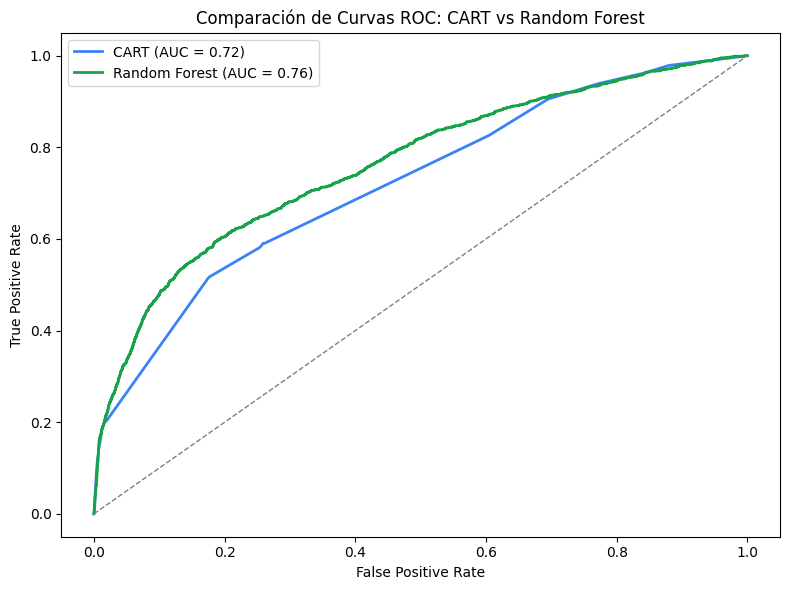 Comparación de Curvas ROC: CART vs Random Forest
CART (AUC = 0.72)
Random Forest (AUC = 0.76)
True Positive Rate
1.0
0.8
0.6
0.4
0.2
0.0
0.0 0.2 0.4 0.6 0.8 1.0
False Positive Rate